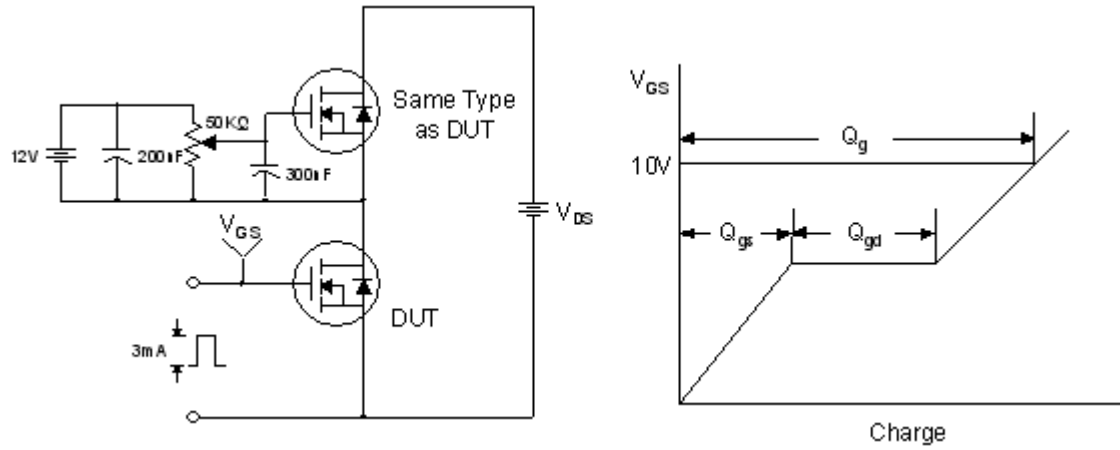 Same Type
as DUT
50KΩ
12V
200nF
300nF
V_GS
V_DS
DUT
3mA
V_GS
Q_g
10V
Q_gs
Q_gd
Charge